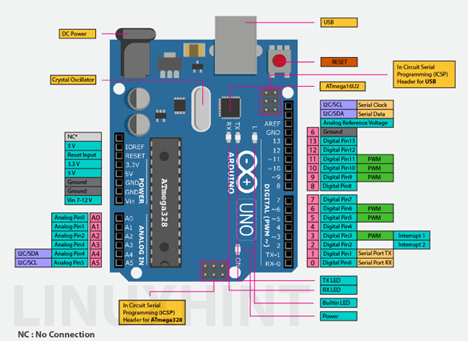 USB
DC Power
RESET
In Circuit Serial
Programming (ICSP)
Header for USB
Crystal Oscillator
ATmega16U2
I2C/SCL Serial Clock
I2C/SDA Serial Data
Analog Reference Voltage
6 Ground
13 Digital Pin13
12 Digital Pin12
11 Digital Pin11 PWM
10 Digital Pin10 PWM
9 Digital Pin9 PWM
8 Digital Pin8
7 Digital Pin7
6 Digital Pin6 PWM
5 Digital Pin5 PWM
4 Digital Pin4
3 Digital Pin3 PWM Interrupt 1
2 Digital Pin2 Interrupt 2
1 Digital Pin1 Serial Port TX
0 Digital Pin0 Serial Port RX
AREF
GND
13
12
~11
~10
~9
8
7
~6
~5
4
~3
2
TX-1
RX-0
DIGITAL (PWM ~)
RX
TX
L
ARDUINO
UNO
ON
ATmega328
NC*
5 V
Reset Input
3.3 V
5 V
Ground
Ground
Vin 7-12 V
IOREF
RESET
3.3V
5V
GND
GND
Vin
POWER
Analog Pin0 A0
Analog Pin1 A1
Analog Pin2 A2
Analog Pin3 A3
I2C/SDA Analog Pin4 A4
I2C/SCL Analog Pin5 A5
A0
A1
A2
A3
A4
A5
ANALOG IN
In Circuit Serial
Programming (ICSP)
Header for ATmega328
TX LED
RX LED
Builtin LED
Power
LINUXHINT
NC : No Connection